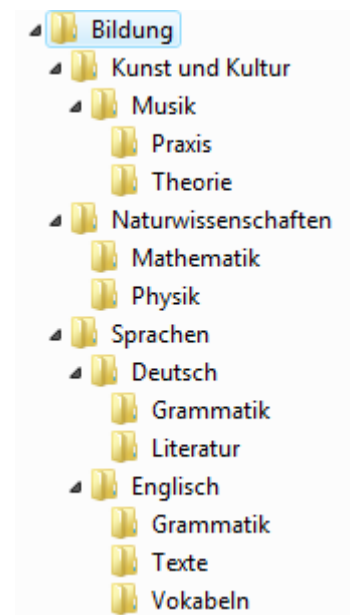 Bildung
Kunst und Kultur
Musik
Praxis
Theorie
Naturwissenschaften
Mathematik
Physik
Sprachen
Deutsch
Grammatik
Literatur
Englisch
Grammatik
Texte
Vokabeln